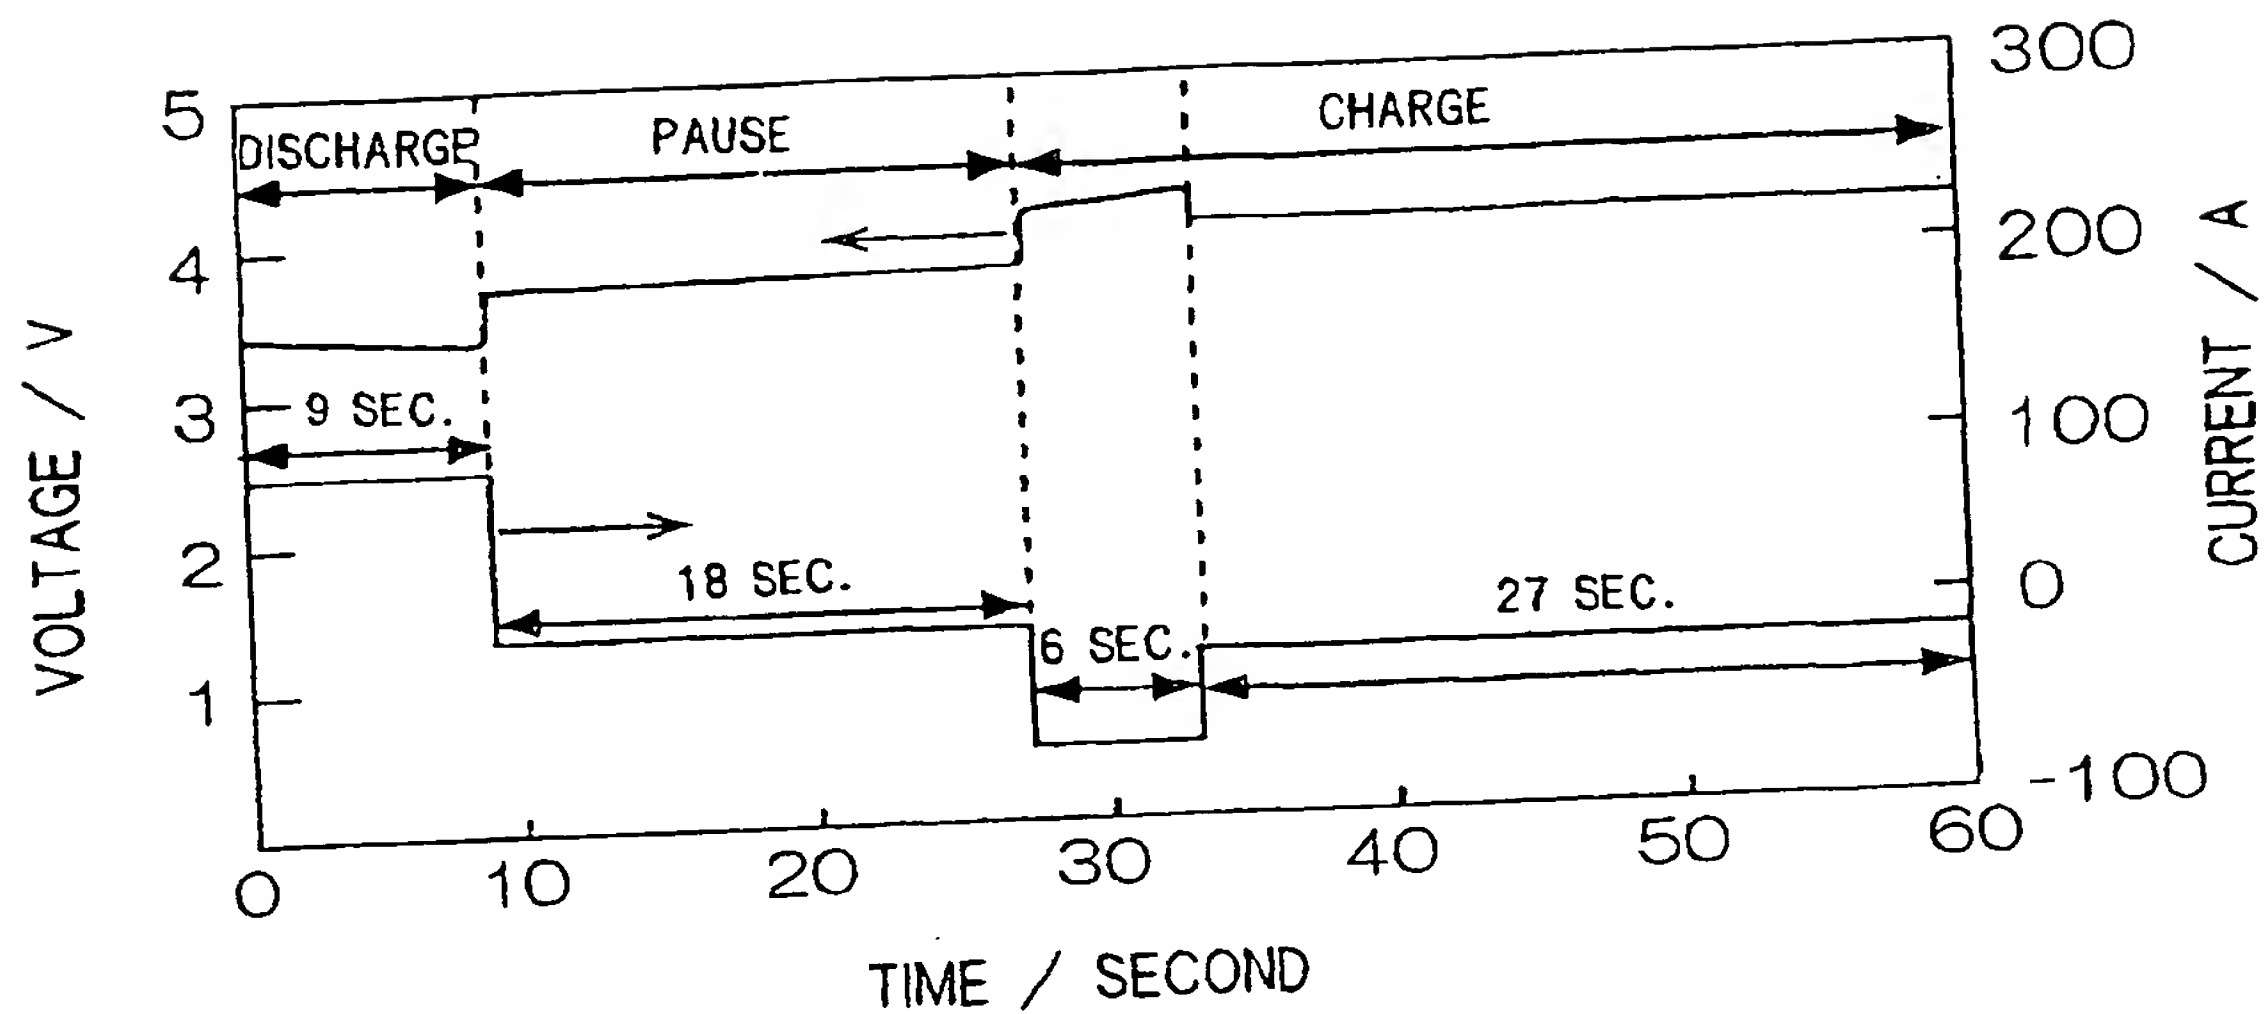 300
5
CHARGE
PAUSE
DISCHARGE
200
4
VOLTAGE / V
CURRENT / A
3
9 SEC.
100
2
18 SEC.
27 SEC.
0
6 SEC.
1
-100
0
10
20
30
40
50
60
TIME / SECOND